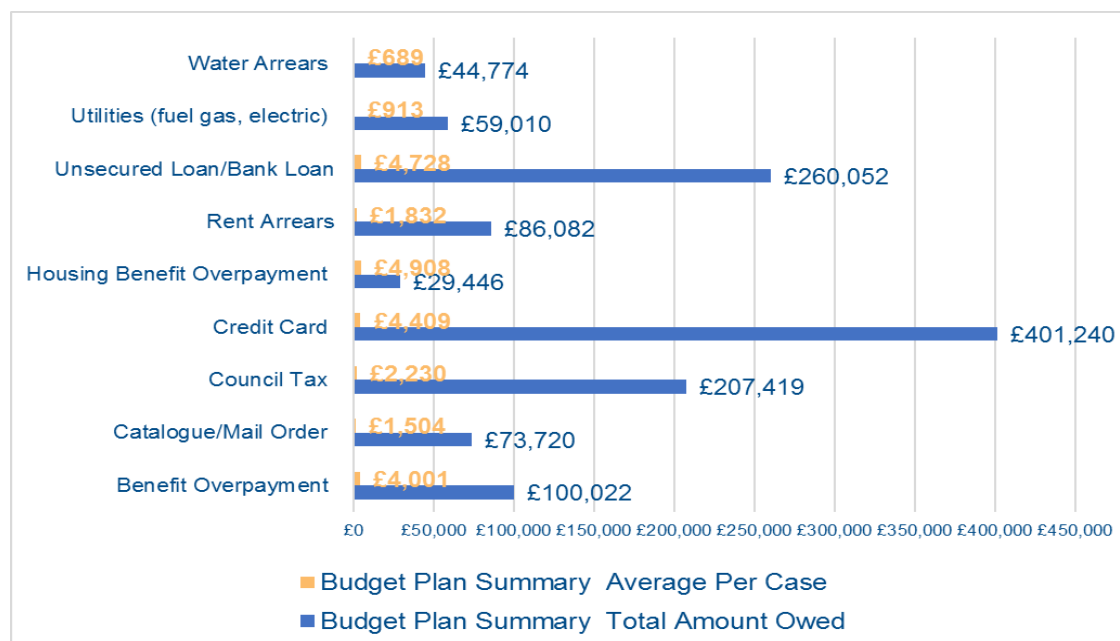 Water Arrears
£689
£44,774
Utilities (fuel gas, electric)
£913
£59,010
Unsecured Loan/Bank Loan
£4,728
£260,052
Rent Arrears
£1,832
£86,082
Housing Benefit Overpayment
£4,908
£29,446
Credit Card
£4,409
£401,240
Council Tax
£2,230
£207,419
Catalogue/Mail Order
£1,504
£73,720
Benefit Overpayment
£4,001
£100,022
£0 £50,000 £100,000 £150,000 £200,000 £250,000 £300,000 £350,000 £400,000 £450,000
Budget Plan Summary Average Per Case
Budget Plan Summary Total Amount Owed